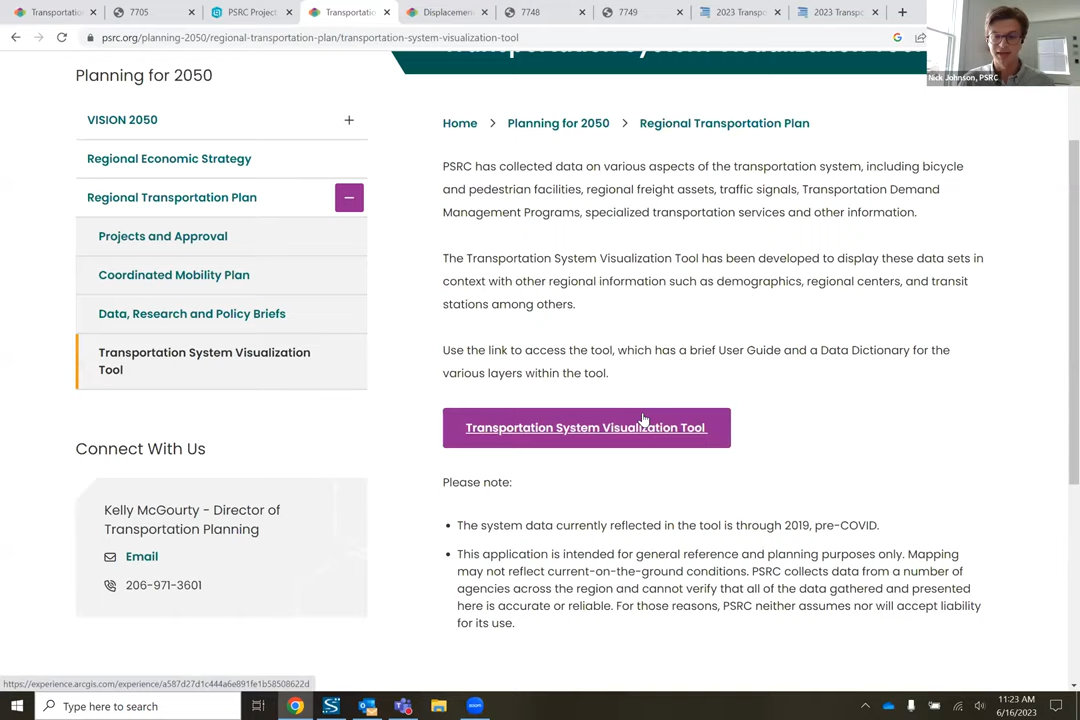 Transportatio
7705
PSRC Project
Transportatio
Displacemen
7748
7749
2023 Transpo
2023 Transpo
psrc.org/planning-2050/regional-transportation-plan/transportation-system-visualization-tool
Nick Johnson, PSRC
Planning for 2050
VISION 2050
Regional Economic Strategy
Regional Transportation Plan
Projects and Approval
Coordinated Mobility Plan
Data, Research and Policy Briefs
Transportation System Visualization
Tool
Connect With Us
Kelly McGourty - Director of
Transportation Planning
Email
206-971-3601
Home > Planning for 2050 > Regional Transportation Plan
PSRC has collected data on various aspects of the transportation system, including bicycle
and pedestrian facilities, regional freight assets, traffic signals, Transportation Demand
Management Programs, specialized transportation services and other information.
The Transportation System Visualization Tool has been developed to display these data sets in
context with other regional information such as demographics, regional centers, and transit
stations among others.
Use the link to access the tool, which has a brief User Guide and a Data Dictionary for the
various layers within the tool.
Transportation System Visualization Tool
Please note:
• The system data currently reflected in the tool is through 2019, pre-COVID.
• This application is intended for general reference and planning purposes only. Mapping
may not reflect current-on-the-ground conditions. PSRC collects data from a number of
agencies across the region and cannot verify that all of the data gathered and presented
here is accurate or reliable. For those reasons, PSRC neither assumes nor will accept liability
for its use.
https://experience.arcgis.com/experience/a587d27d1c444a6e891fe1b58508622d
Type here to search
zoom
11:23 AM
6/16/2023